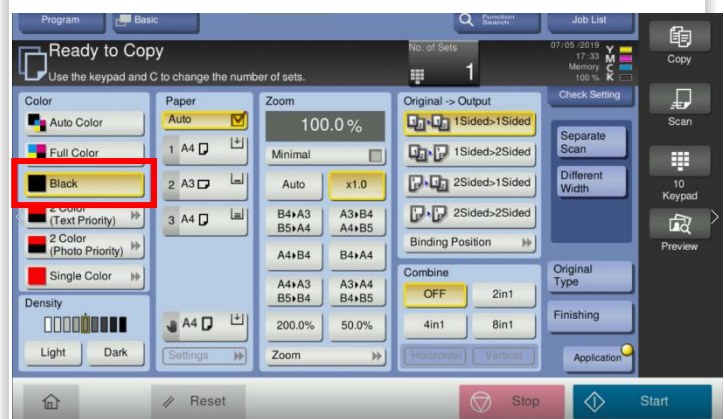 Program
Basic
Function
Search
Job List
Ready to Copy
Use the keypad and C to change the number of sets.
No. of Sets
1
07/05 /2019
17:33
Memory
100 %
Y
M
C
K
Color
Auto Color
Full Color
Black
2 Color
(Text Priority)
2 Color
(Photo Priority)
Single Color
Density
Light
Dark
Paper
Auto
1 A4
2 A3
3 A4
A4
Settings
Zoom
100.0 %
Minimal
Auto
x1.0
B4 A3
B5 A4
A3 B4
A4 B5
A4 B4
B4 A4
A4 A3
B5 B4
A3 A4
B4 B5
200.0%
50.0%
Zoom
Original -> Output
1Sided>1Sided
1Sided>2Sided
2Sided>1Sided
2Sided>2Sided
Binding Position
Combine
OFF
2in1
4in1
8in1
Horizontal
Vertical
Check Setting
Separate
Scan
Different
Width
Original
Type
Finishing
Application
Copy
Scan
10
Keypad
Preview
Reset
Stop
Start